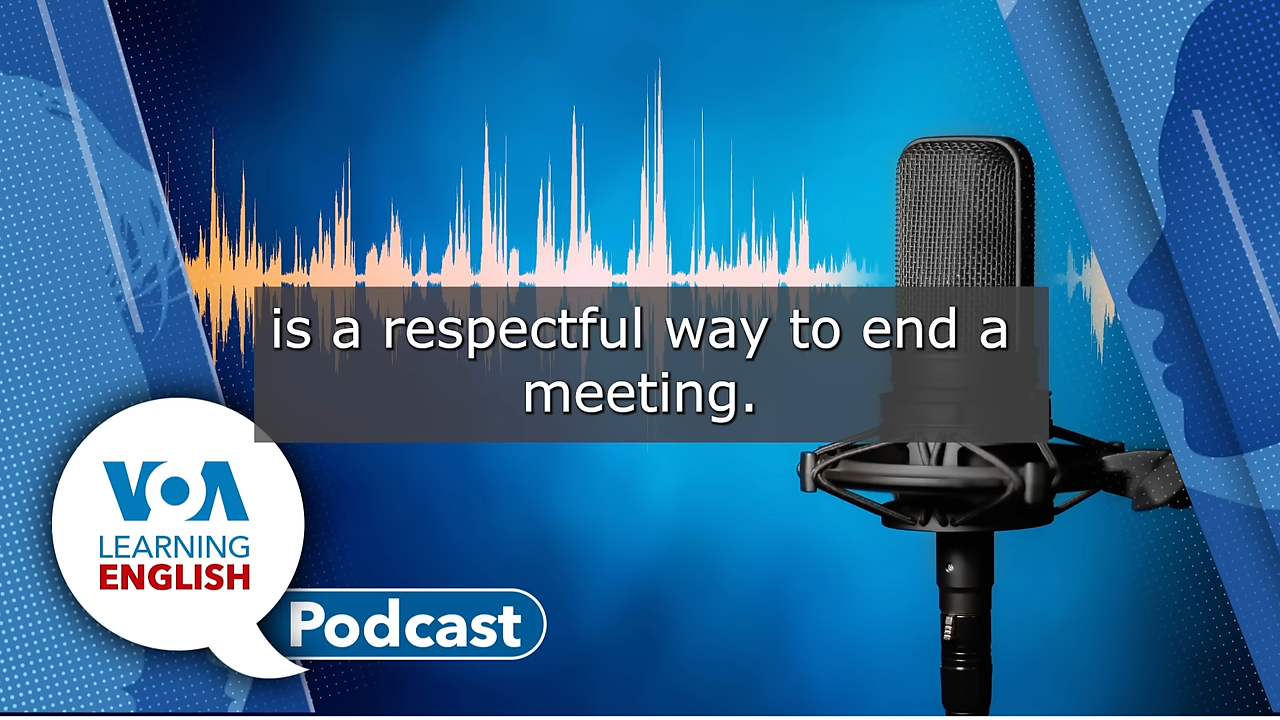 is a respectful way to end a
meeting.
VOA
LEARNING
ENGLISH
Podcast